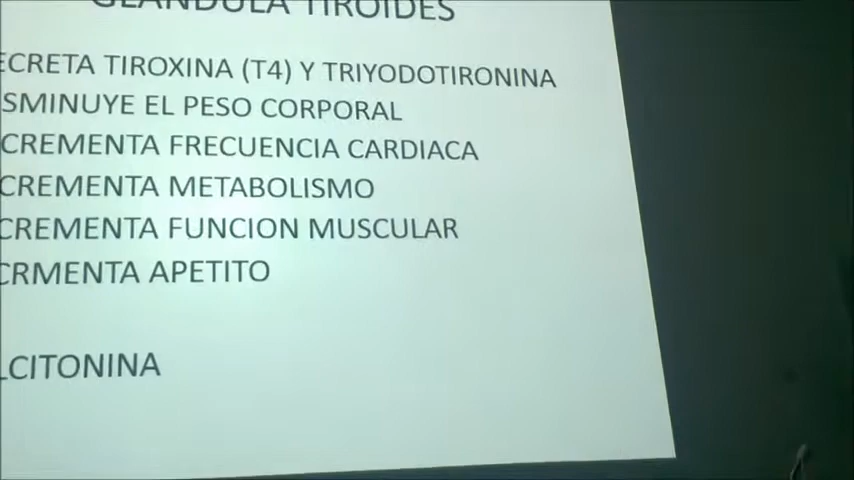 GLANDULA TIROIDES
ECRETA TIROXINA (T4) Y TRIYODOTIRONINA
SMINUYE EL PESO CORPORAL
CREMENTA FRECUENCIA CARDIACA
CREMENTA METABOLISMO
CREMENTA FUNCION MUSCULAR
CRMENTA APETITO
LCITONINA